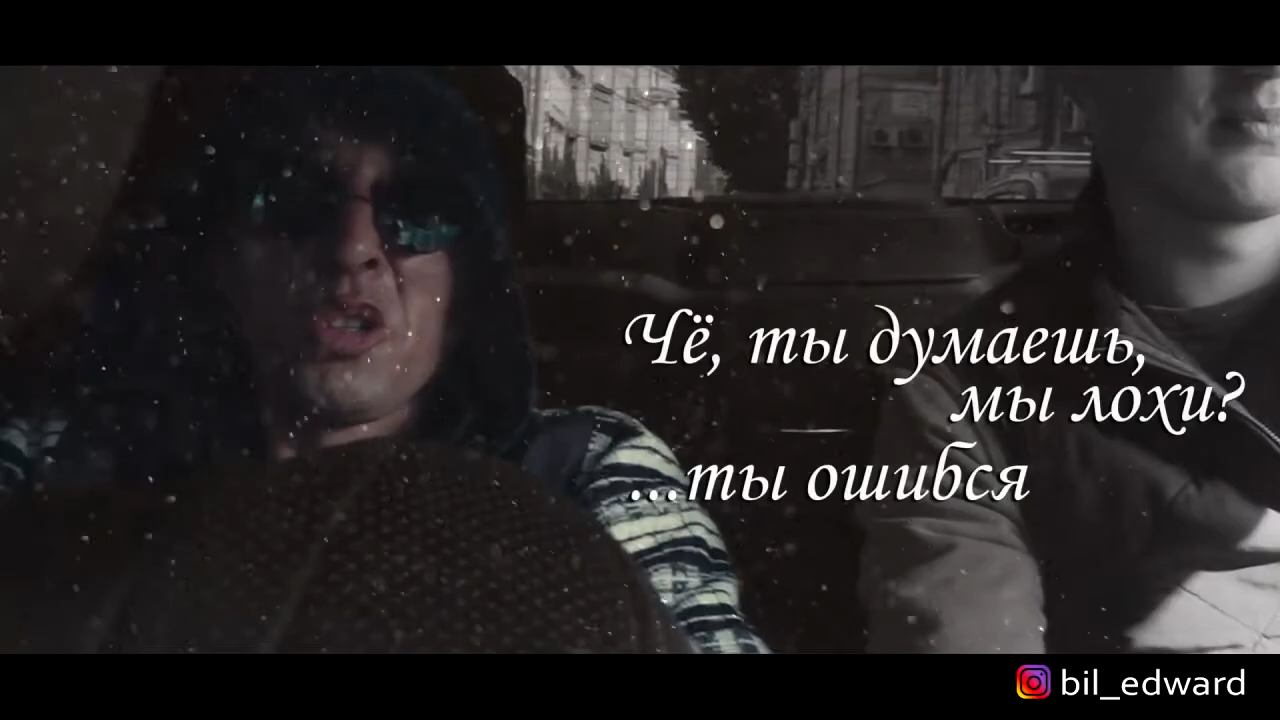 Чё, ты думаешь,
мы лохи?
...ты ошибся
bil_edward